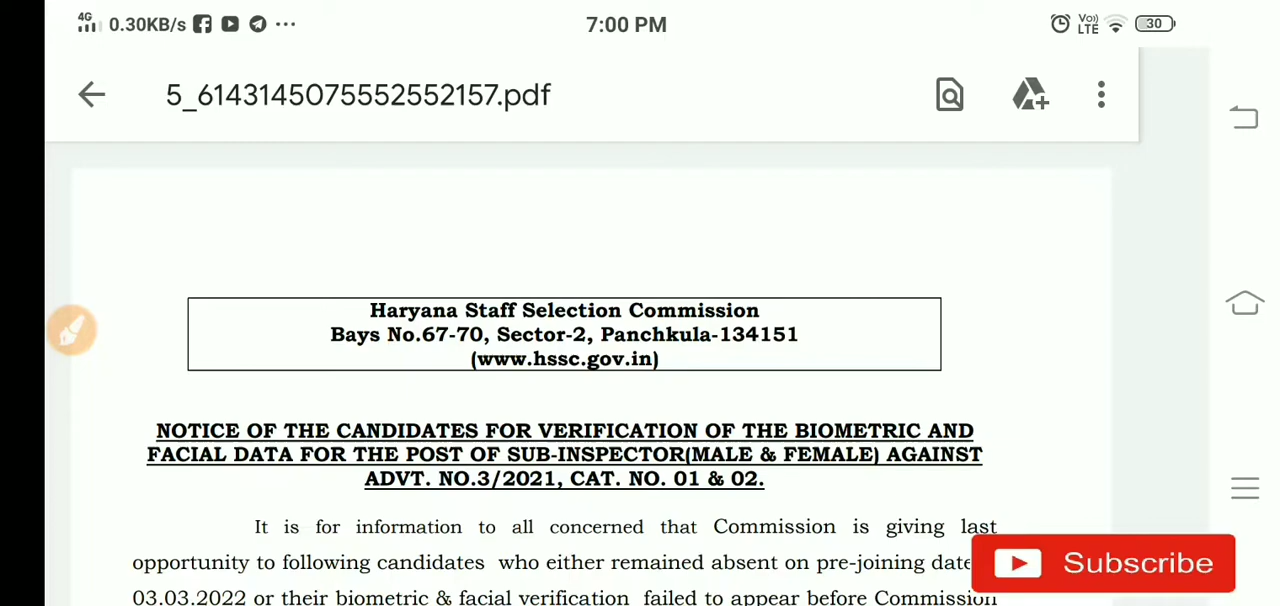 4G 0.30KB/s 7:00 PM Vo) LTE 30
5_6143145075552552157.pdf
Haryana Staff Selection Commission
Bays No.67-70, Sector-2, Panchkula-134151
(www.hssc.gov.in)
NOTICE OF THE CANDIDATES FOR VERIFICATION OF THE BIOMETRIC AND
FACIAL DATA FOR THE POST OF SUB-INSPECTOR(MALE & FEMALE) AGAINST
ADVT. NO.3/2021, CAT. NO. 01 & 02.
It is for information to all concerned that Commission is giving last
opportunity to following candidates who either remained absent on pre-joining date
03.03.2022 or their biometric & facial verification failed to appear before Commission
Subscribe